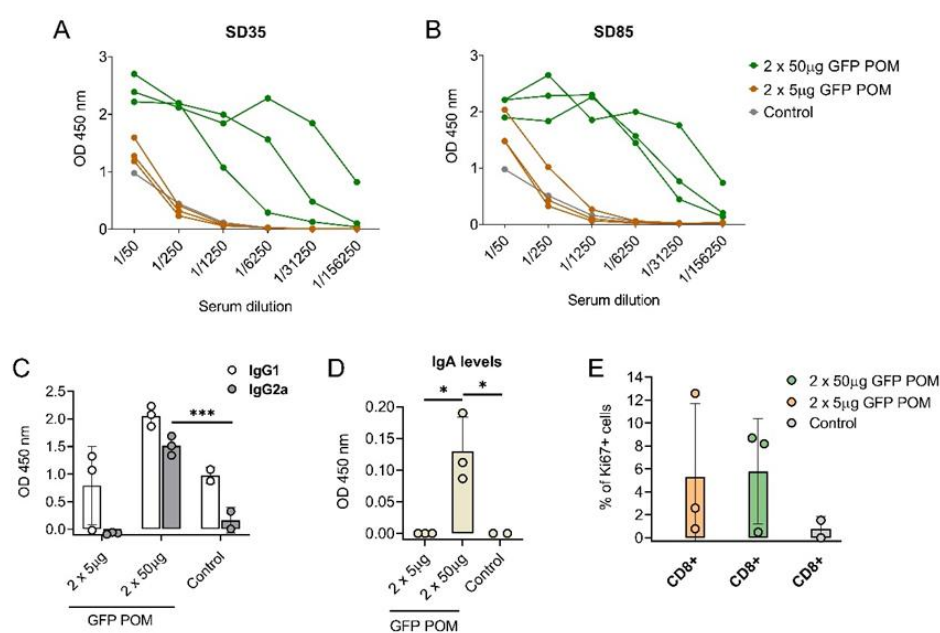 A
SD35
OD 450 nm
3
2
1
0
1/50
1/250
1/1250
1/6250
1/31250
1/156250
Serum dilution
B
SD85
OD 450 nm
3
2
1
0
1/50
1/250
1/1250
1/6250
1/31250
1/156250
Serum dilution
2 x 50μg GFP POM
2 x 5μg GFP POM
Control
C
IgG1
IgG2a
OD 450 nm
2.5
2.0
1.5
1.0
0.5
0.0
***
2 x 5μg
2 x 50μg
Control
GFP POM
D
IgA levels
OD 450 nm
0.20
0.15
0.10
0.05
0.00
* *
2 x 5μg
2 x 50μg
Control
GFP POM
E
% of Ki67+ cells
14
12
10
8
6
4
2
0
CD8+
CD8+
CD8+
2 x 50μg GFP POM
2 x 5μg GFP POM
Control